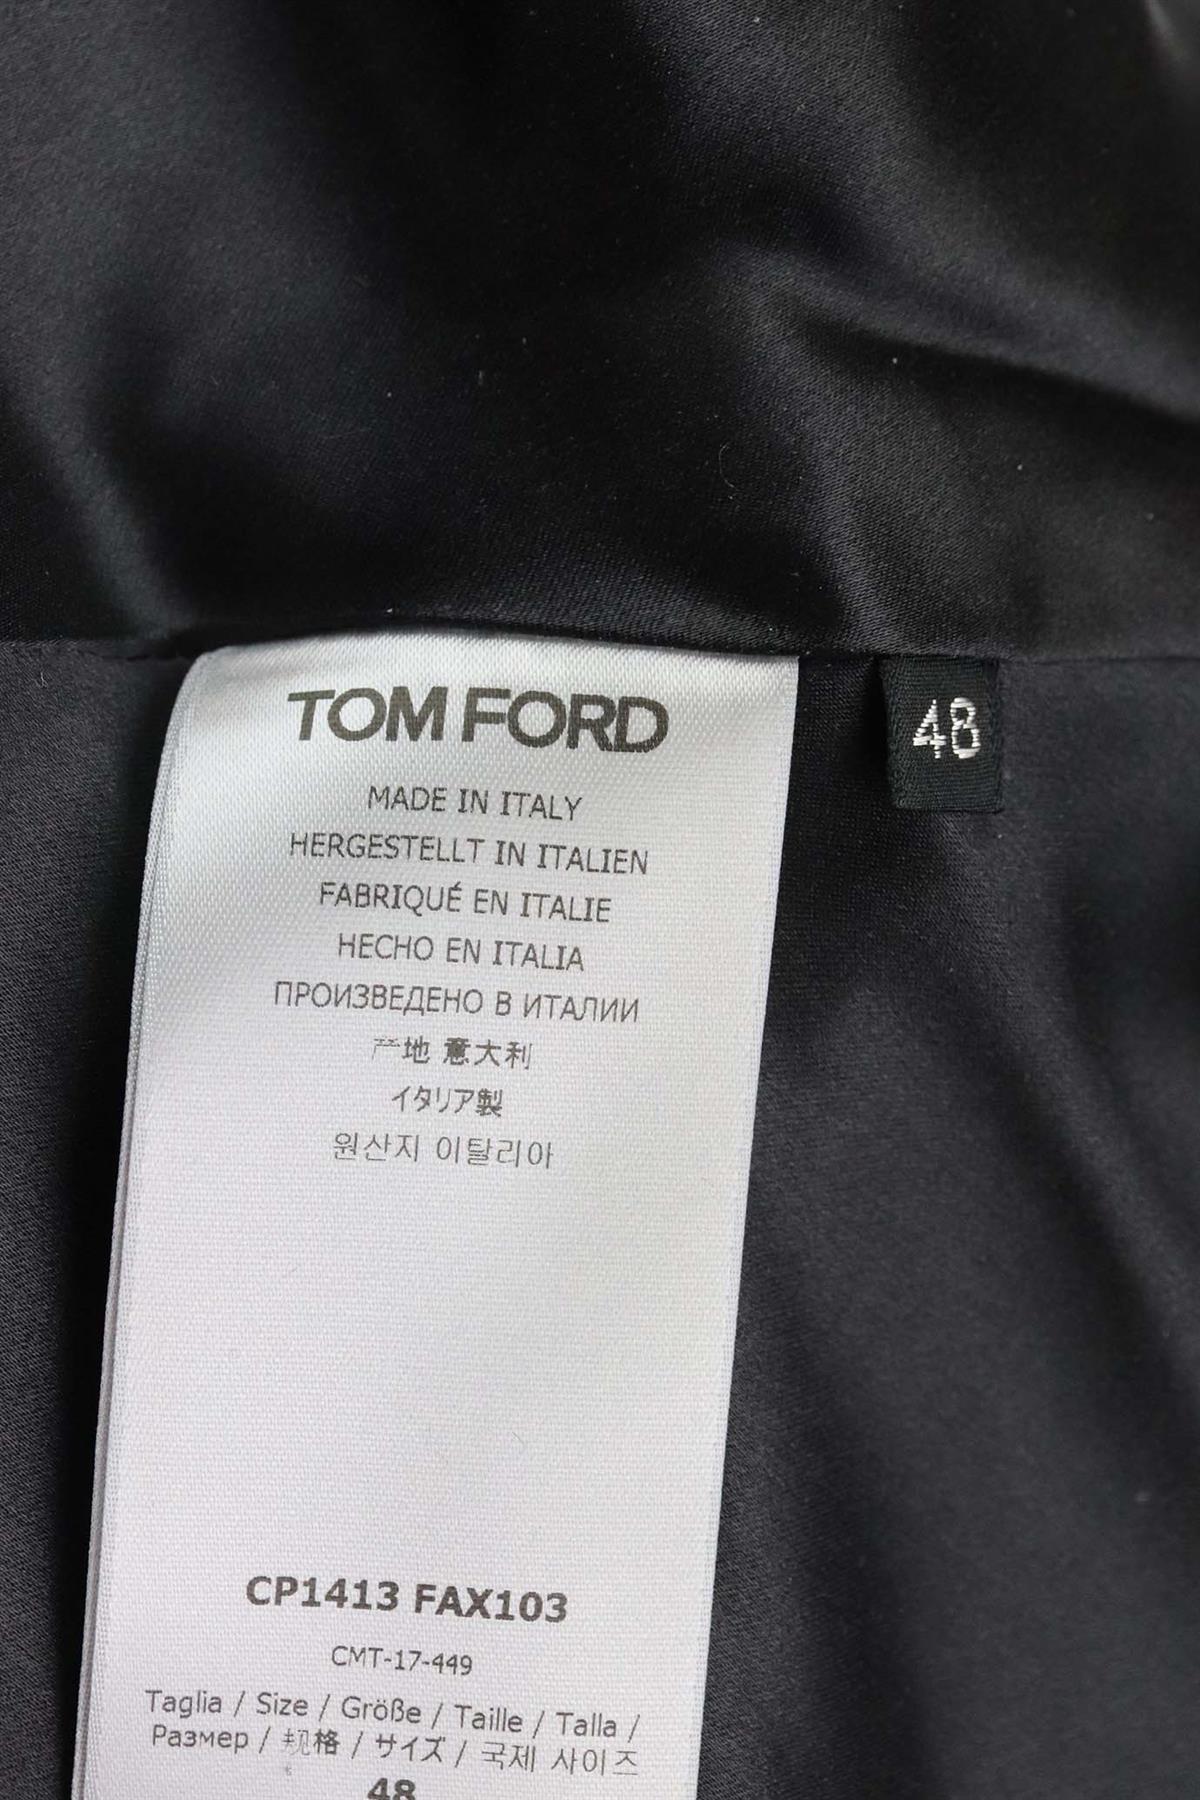 TOM FORD
48
MADE IN ITALY
HERGESTELLT IN ITALIEN
FABRIQUÉ EN ITALIE
HECHO EN ITALIA
ПРОИЗВЕДЕНО В ИТАЛИИ
产地 意大利
イタリア製
원산지 이탈리아
CP1413 FAX103
CMT-17-449
Taglia / Size / Größe / Taille / Talla /
Размер / 规格 / サイズ / 국제 사이즈
48